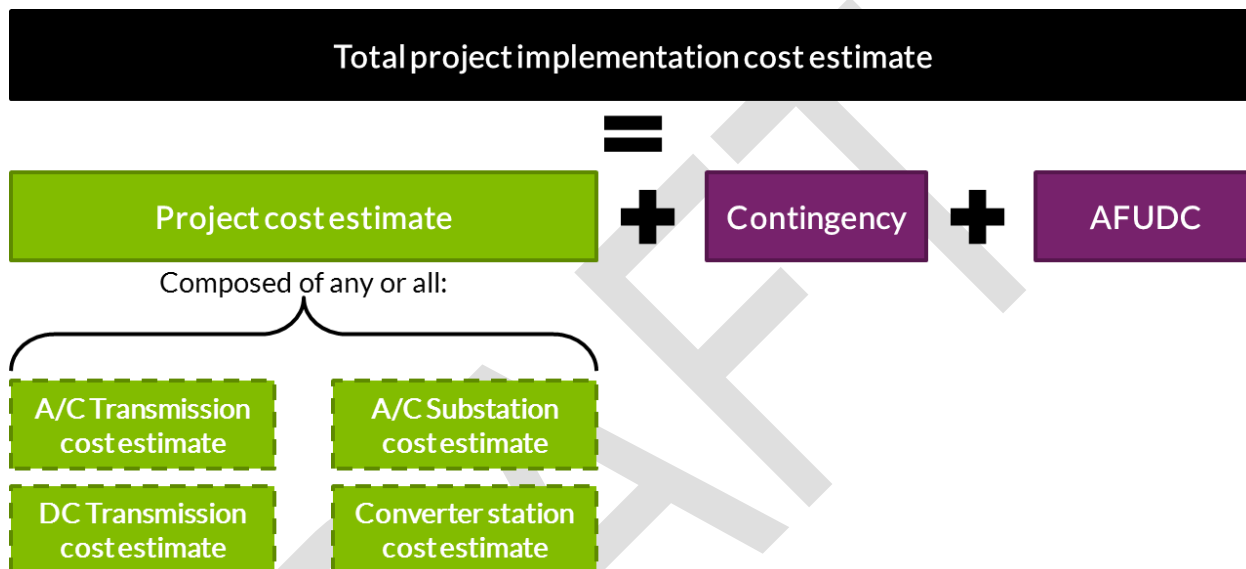 Total project implementation cost estimate
=
Project cost estimate + Contingency + AFUDC
Composed of any or all:
A/C Transmission
cost estimate
A/C Substation
cost estimate
DC Transmission
cost estimate
Converter station
cost estimate